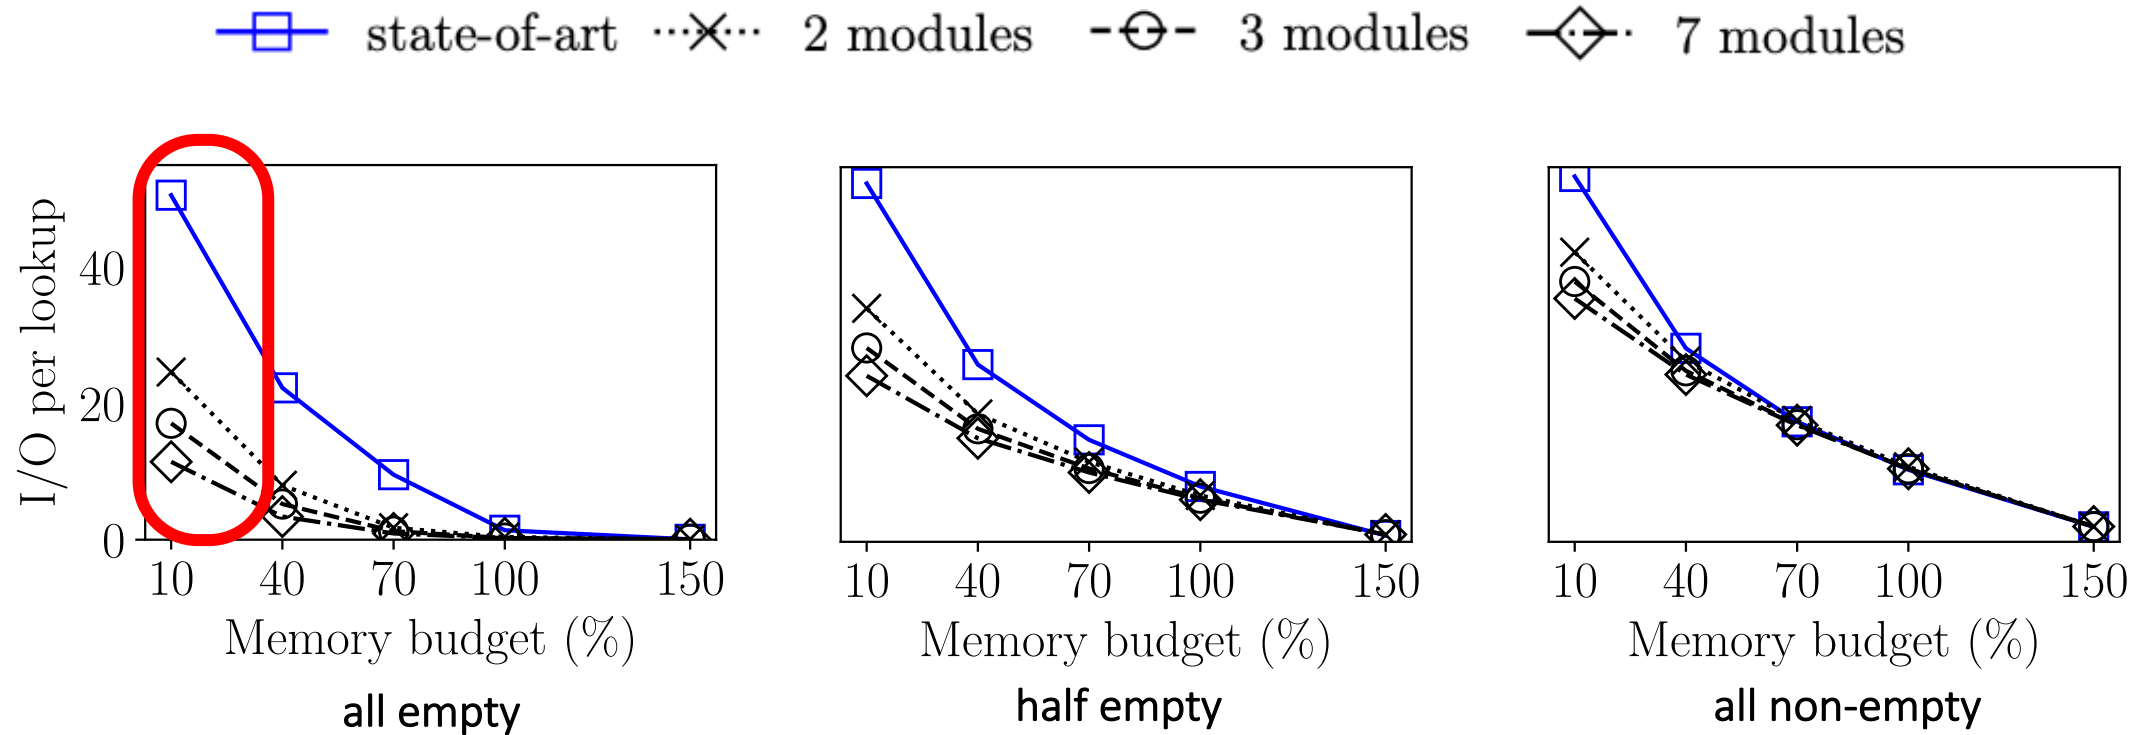 state-of-art 2 modules 3 modules 7 modules
I/O per lookup
40
20
0
10 40 70 100 150
Memory budget (%)
all empty
10 40 70 100 150
Memory budget (%)
half empty
10 40 70 100 150
Memory budget (%)
all non-empty